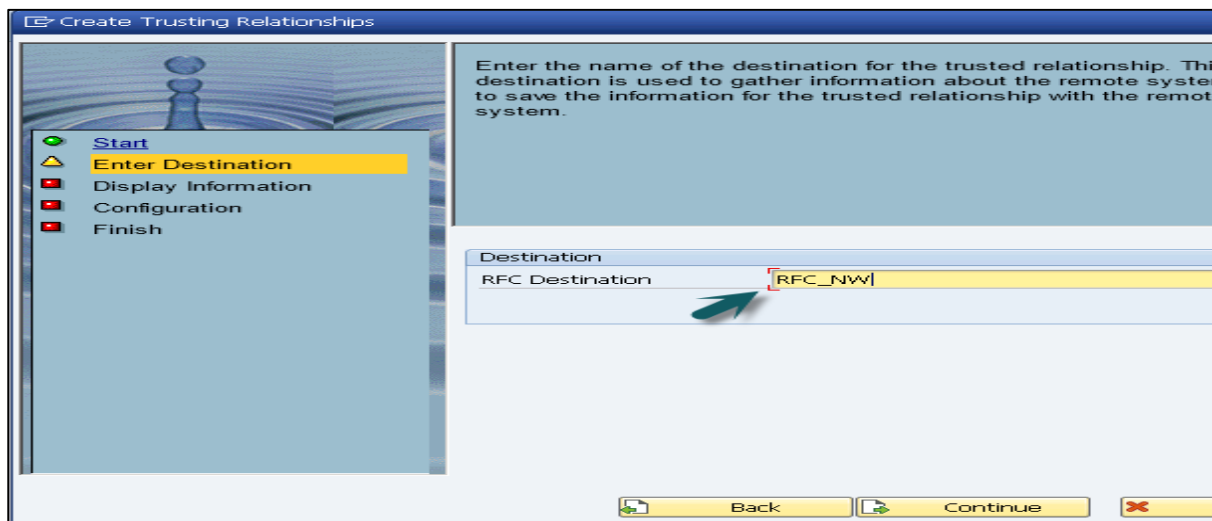 Create Trusting Relationships
Start
Enter Destination
Display Information
Configuration
Finish
Enter the name of the destination for the trusted relationship. Thi
destination is used to gather information about the remote syste
to save the information for the trusted relationship with the remot
system.
Destination
RFC Destination RFC_NW
Back Continue